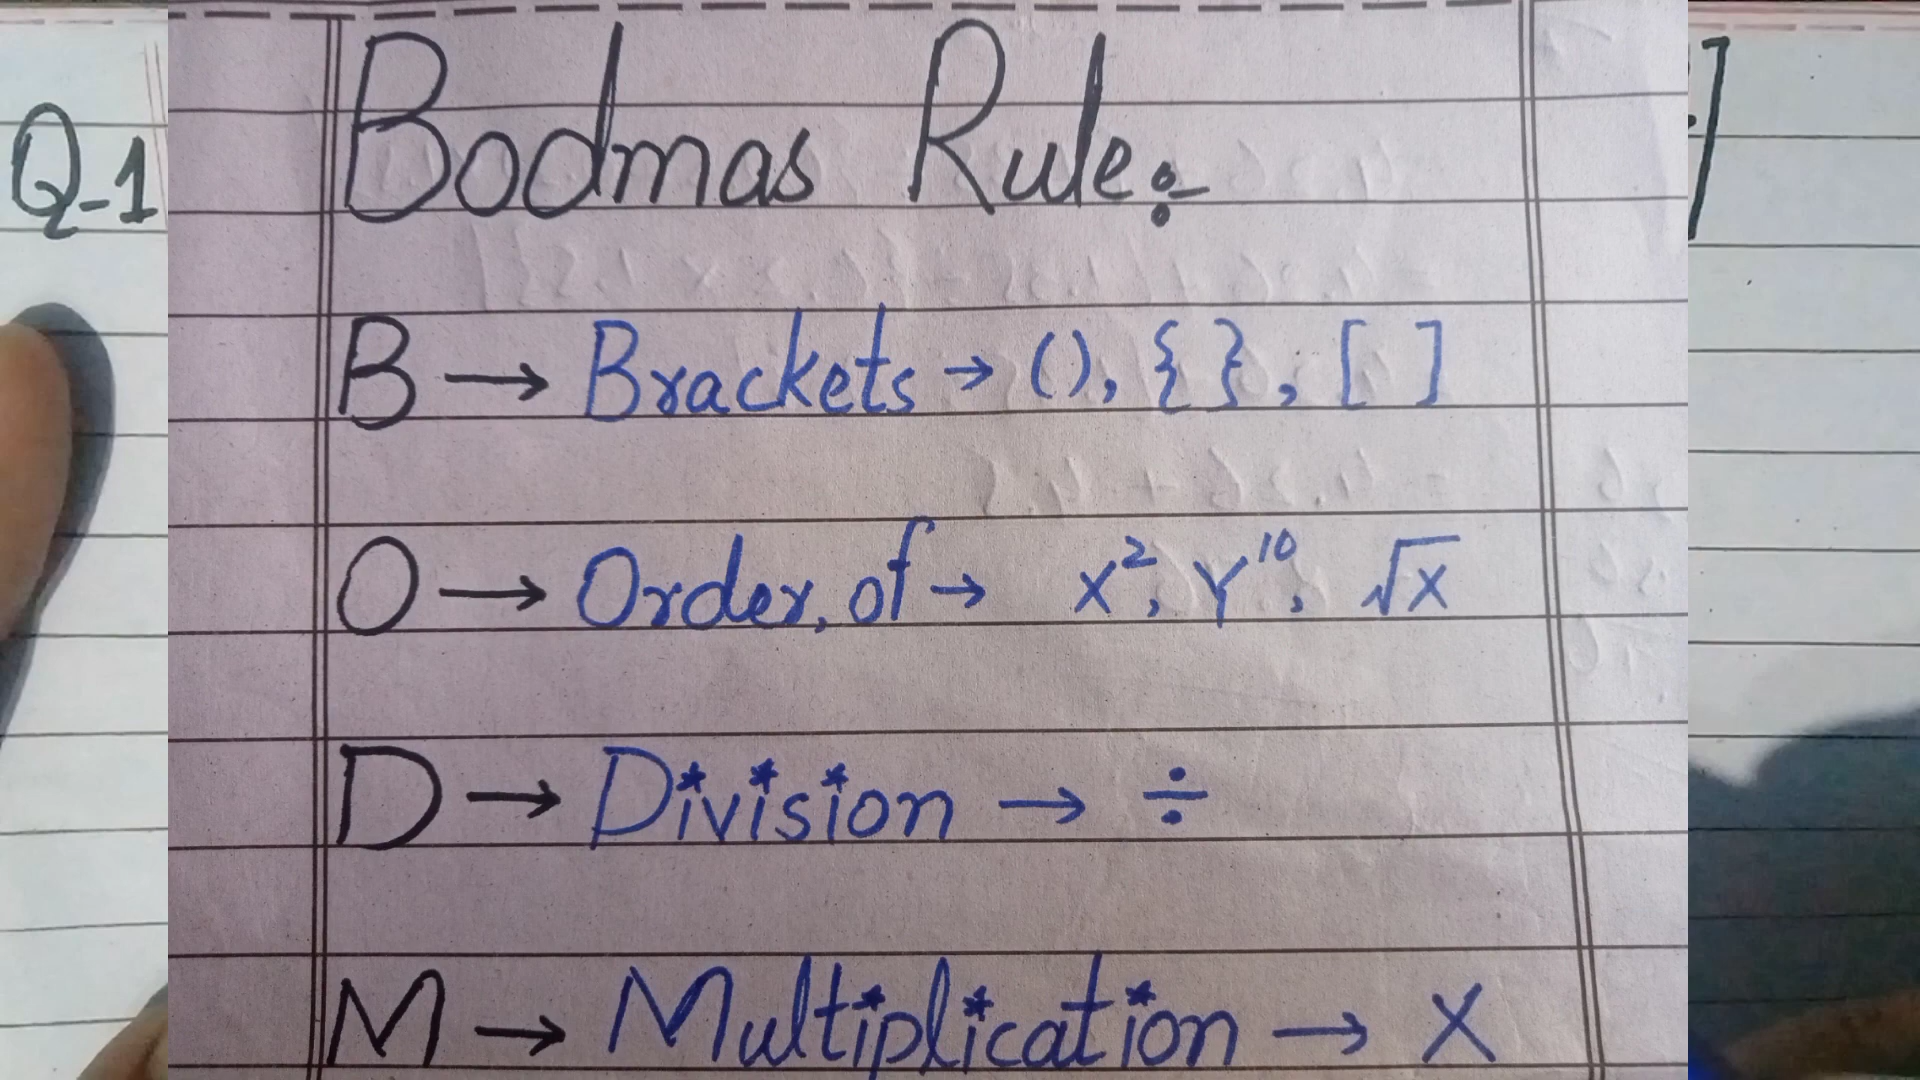 Q-1
Bodmas Rule:-
B → Brackets → (), { }, [ ]
O → Order, of → x², Y¹⁰, √x
D → Division → ÷
M → Multiplication → X
]